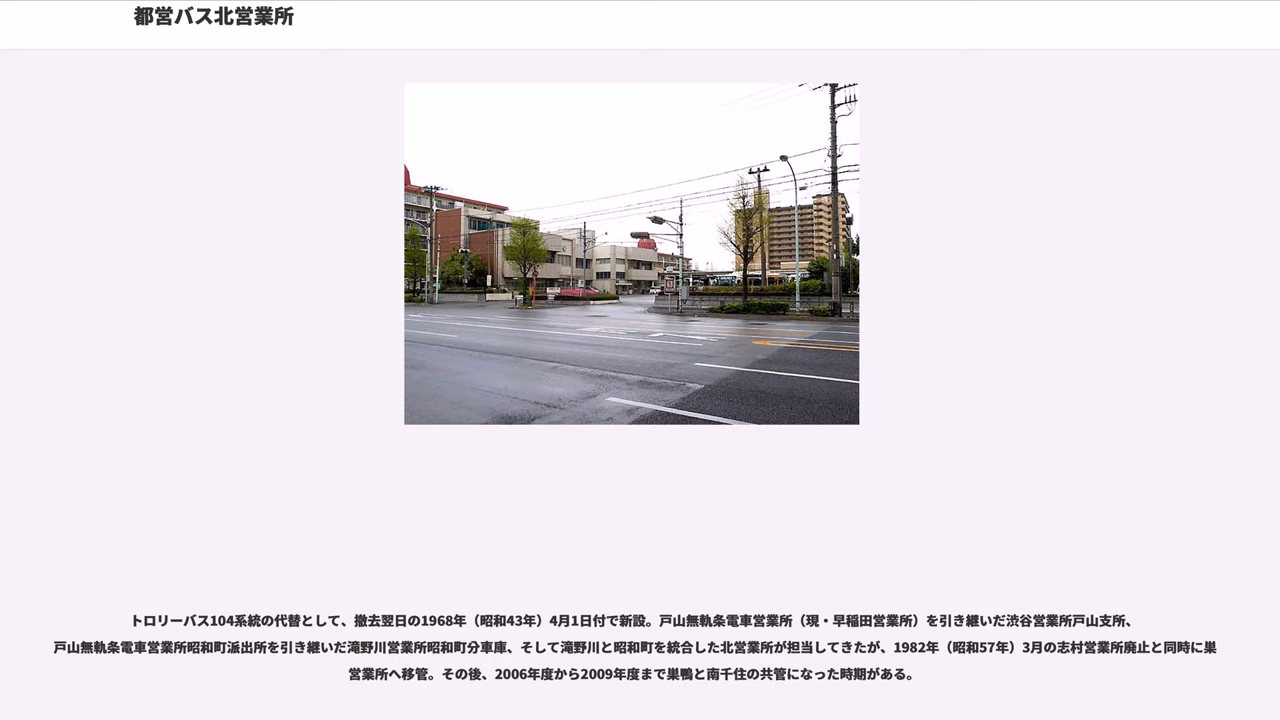 都営バス北営業所
トロリーバス104系統の代替として、撤去翌日の1968年（昭和43年）4月1日付で新設。戸山無軌条電車営業所（現・早稲田営業所）を引き継いだ渋谷営業所戸山支所、
戸山無軌条電車営業所昭和町派出所を引き継いだ滝野川営業所昭和町分車庫、そして滝野川と昭和町を統合した北営業所が担当してきたが、1982年（昭和57年）3月の志村営業所廃止と同時に巣
営業所へ移管。その後、2006年度から2009年度まで巣鴨と南千住の共管になった時期がある。